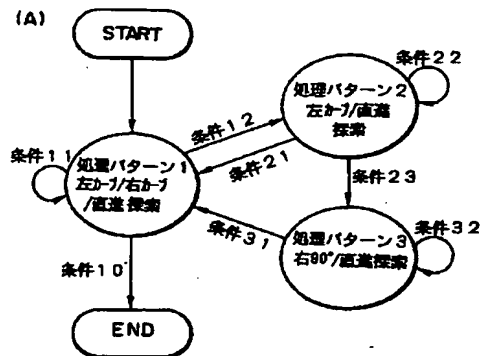 (A)
START
条件22
処理パターン2
左カーブ/直進
探索
条件12
条件21
条件11
処理パターン1
左カーブ/右カーブ
/直進探索
条件23
条件31
条件32
処理パターン3
右90°/直進探索
条件10
END